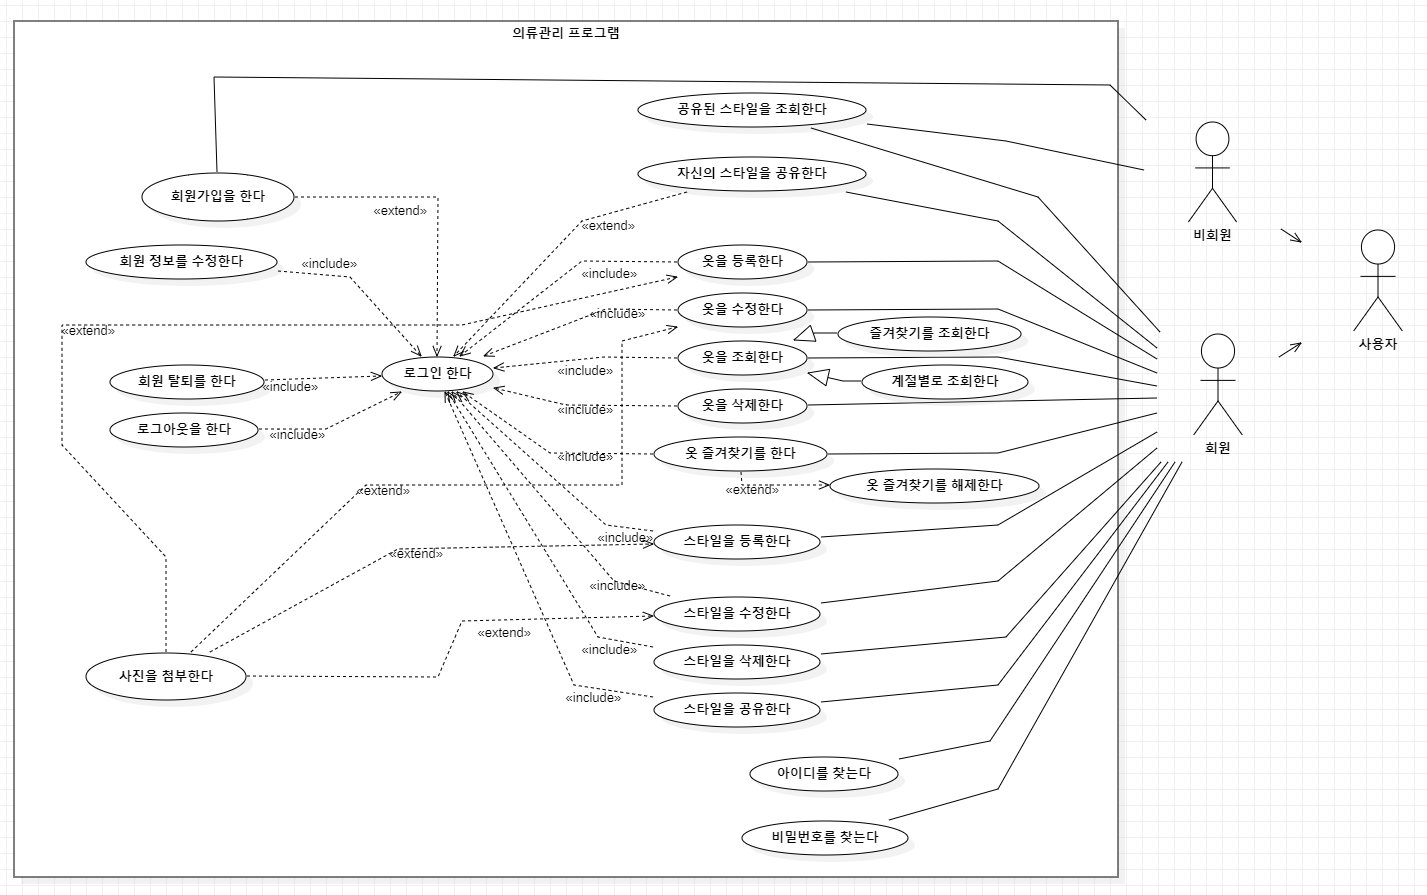 의류관리 프로그램
공유된 스타일을 조회한다
자신의 스타일을 공유한다
비회원
회원가입을 한다
«extend»
«extend»
사용자
회원 정보를 수정한다
«include»
옷을 등록한다
«include»
옷을 수정한다
«include»
«extend»
즐겨찾기를 조회한다
옷을 조회한다
로그인 한다
«include»
계절별로 조회한다
회원 탈퇴를 한다
«include»
옷을 삭제한다
«include»
로그아웃을 한다
«include»
회원
옷 즐겨찾기를 한다
«include»
옷 즐겨찾기를 해제한다
«extend»
«extend»
스타일을 등록한다
«include»
«extend»
«include»
스타일을 수정한다
«extend»
«include»
스타일을 삭제한다
사진을 첨부한다
«include»
스타일을 공유한다
아이디를 찾는다
비밀번호를 찾는다